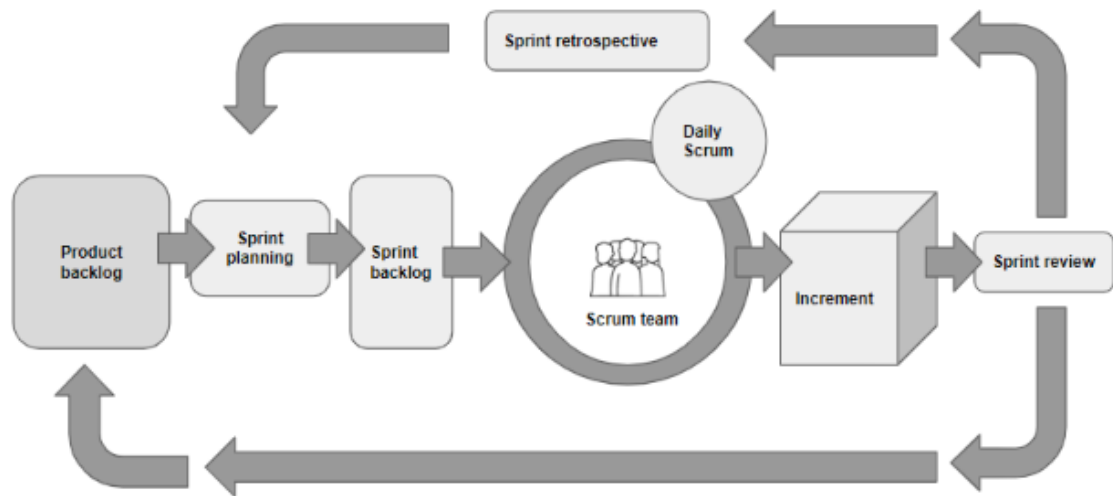 Sprint retrospective
Daily
Scrum
Product
backlog
Sprint
planning
Sprint
backlog
Scrum team
Increment
Sprint review